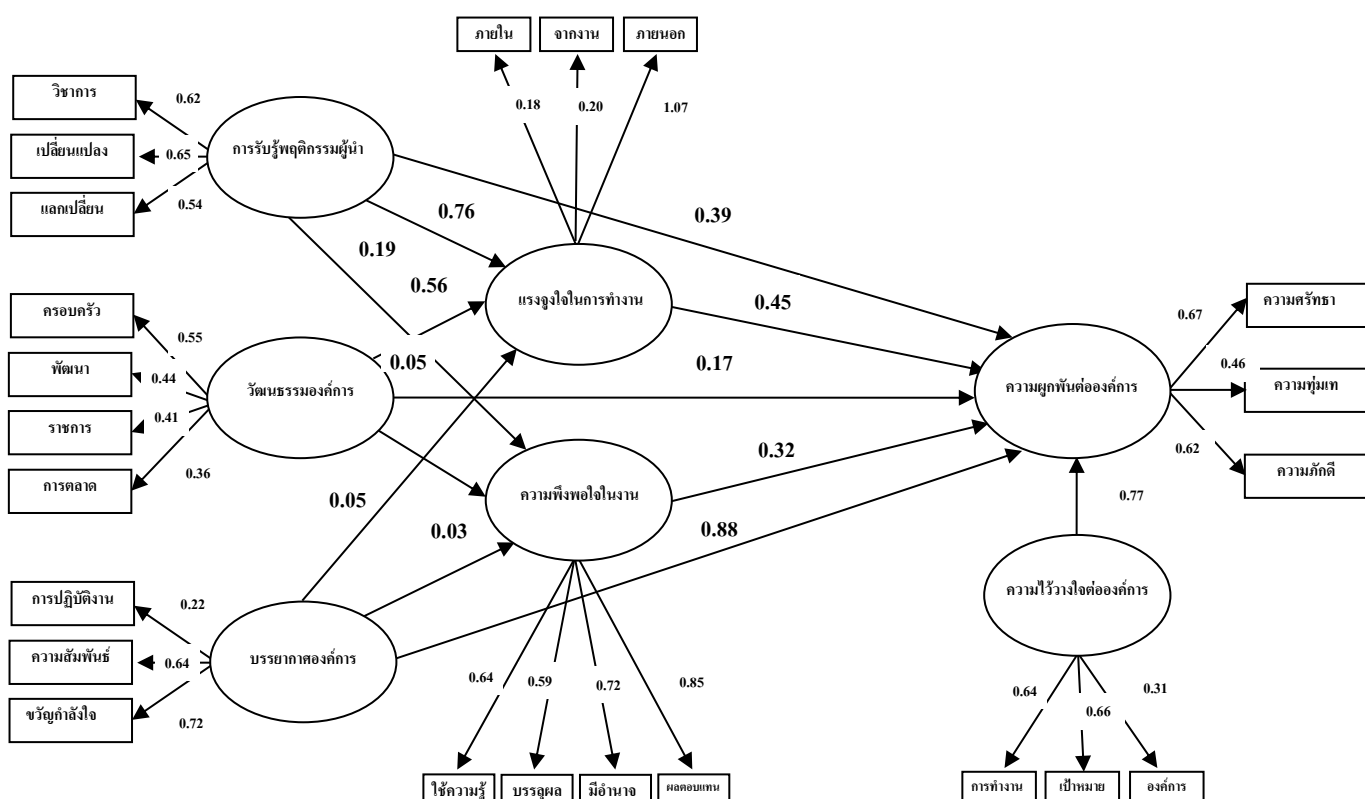 ภายใน
จากงาน
ภายนอก
วิชาการ
0.62
0.18
0.20
1.07
เปลี่ยนแปลง
0.65
การรับรู้พฤติกรรมผู้นำ
แลกเปลี่ยน
0.54
0.76
0.39
0.19
0.56
แรงจูงใจในการทำงาน
0.45
ครอบครัว
0.55
ความศรัทธา
0.67
พัฒนา
0.44
0.05
0.17
0.46
วัฒนธรรมองค์การ
ความผูกพันต่อองค์การ
ความทุ่มเท
ราชการ
0.41
การตลาด
0.36
0.32
0.62
ความภักดี
ความพึงพอใจในงาน
0.05
0.03
0.88
0.77
การปฏิบัติงาน
0.22
ความไว้วางใจต่อองค์การ
ความสัมพันธ์
0.64
บรรยากาศองค์การ
ขวัญกำลังใจ
0.72
0.64
0.59
0.72
0.85
0.64
0.66
0.31
ใช้ความรู้
บรรลุผล
มีอำนาจ
ผลตอบแทน
การทำงาน
เป้าหมาย
องค์การ